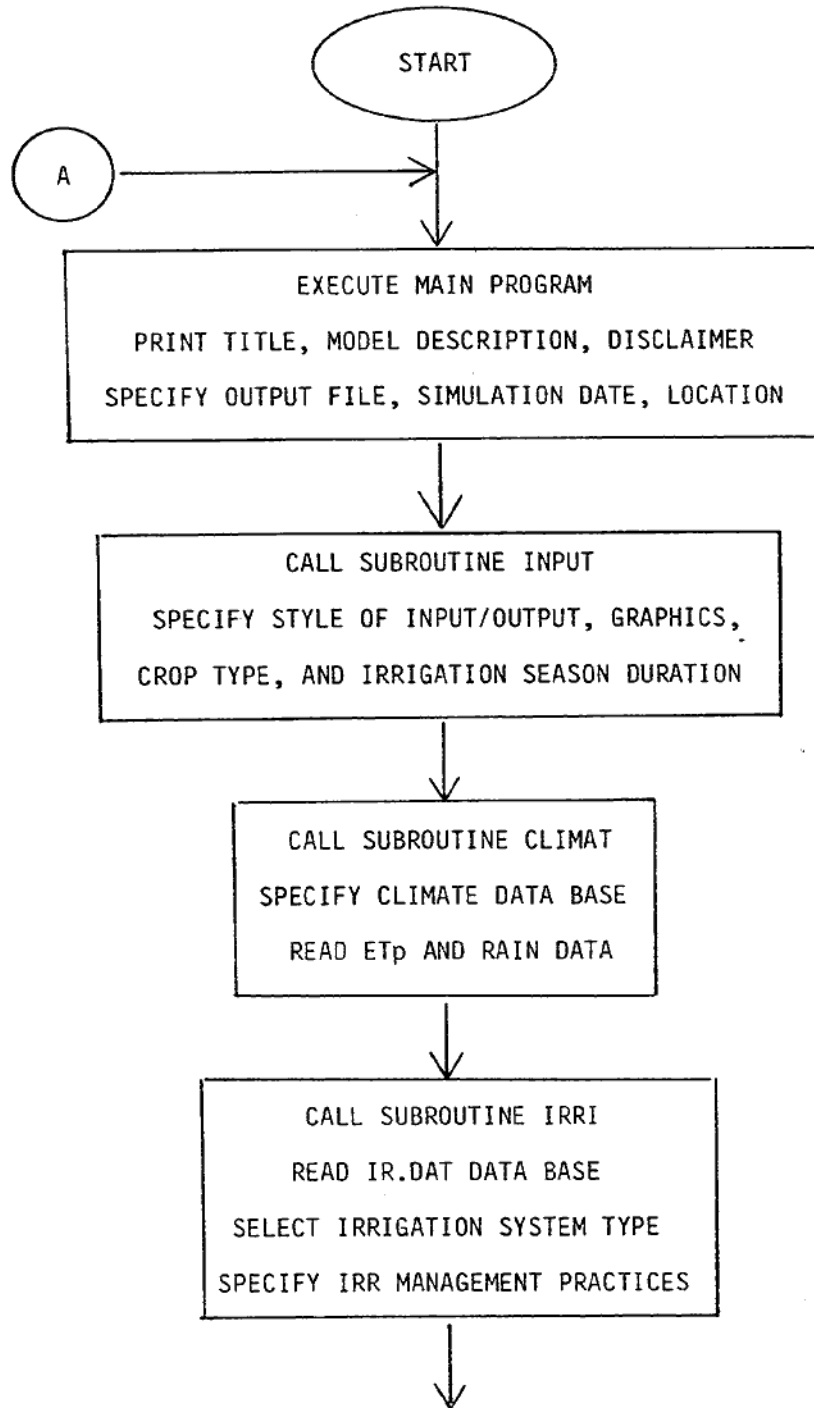 START
A
EXECUTE MAIN PROGRAM
PRINT TITLE, MODEL DESCRIPTION, DISCLAIMER
SPECIFY OUTPUT FILE, SIMULATION DATE, LOCATION
CALL SUBROUTINE INPUT
SPECIFY STYLE OF INPUT/OUTPUT, GRAPHICS,
CROP TYPE, AND IRRIGATION SEASON DURATION
CALL SUBROUTINE CLIMAT
SPECIFY CLIMATE DATA BASE
READ ETp AND RAIN DATA
CALL SUBROUTINE IRRI
READ IR.DAT DATA BASE
SELECT IRRIGATION SYSTEM TYPE
SPECIFY IRR MANAGEMENT PRACTICES